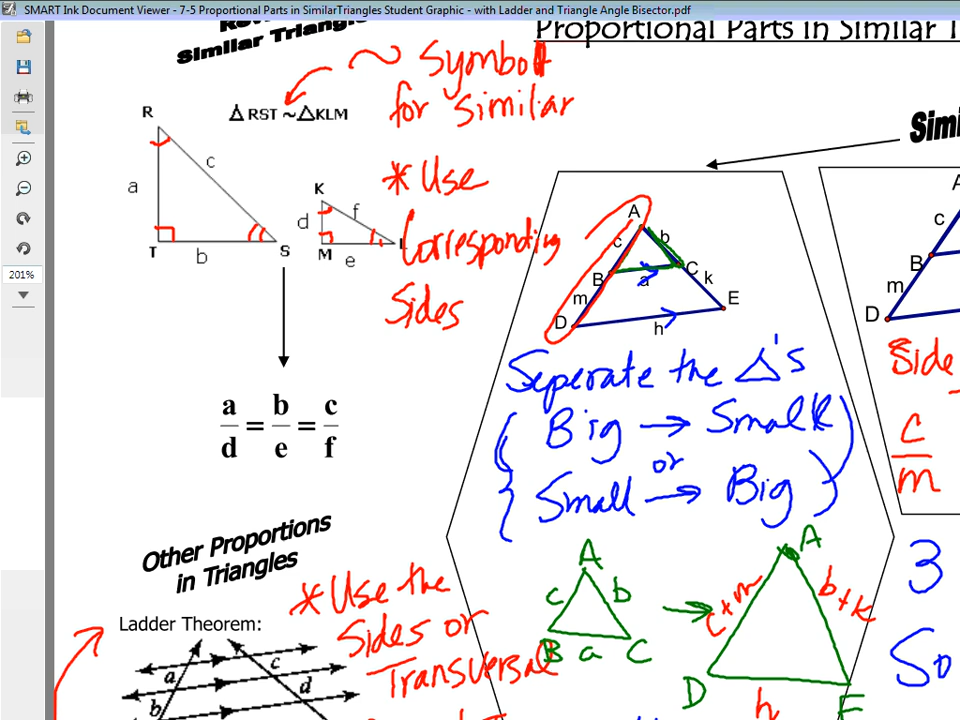 SMART Ink Document Viewer - 7-5 Proportional Parts in SimilarTriangles Student Graphic - with Ladder and Triangle Angle Bisector.pdf
Similar Triangl
Proportional Parts in Similar T
~ Symbol
for similar
* Use
Corresponding
Sides
R
Δ RST ~ Δ KLM
c
a
T
b
S
K
d
f
M
e
L
201%
a/d = b/e = c/f
Simi
A
c
b
B
a
C
k
m
D
h
E
A
c
B
m
D
Seperate the Δ's
( Big → Small )
or
{ Small → Big }
Side
c
m
3
So
Other Proportions
in Triangles
* Use the
Sides or
Transversal
Ladder Theorem:
a
c
b
d
A
c
b
B
a
C
→
A
c+m
b+k
D
h
E